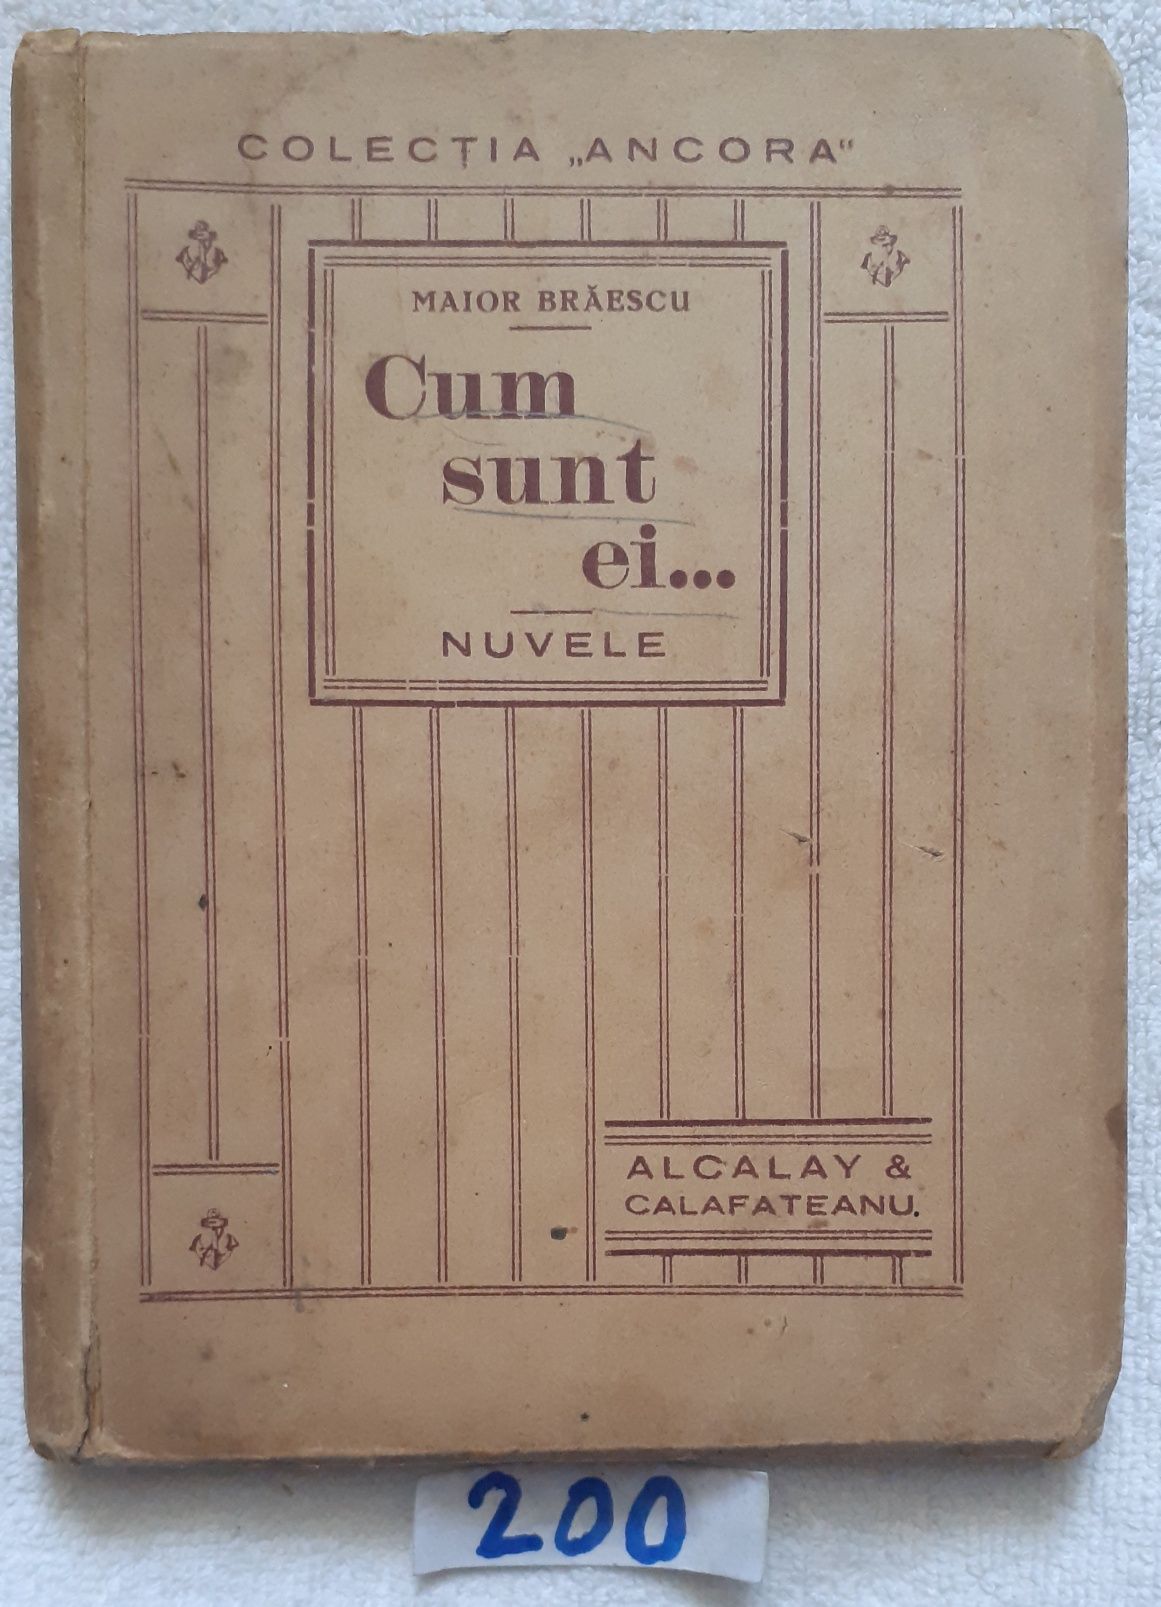 COLECȚIA „ANCORA"
MAIOR BRĂESCU
Cum
sunt
ei...
NUVELE
ALCALAY &
CALAFATEANU.
200